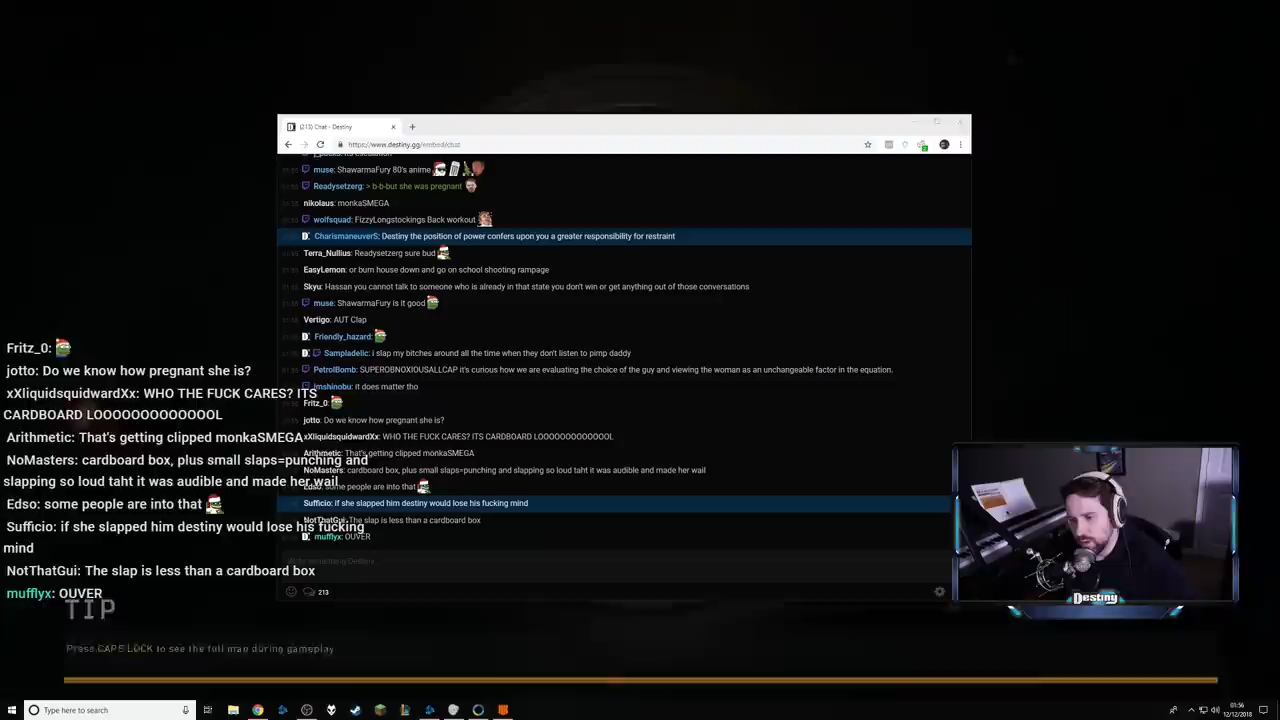 (213) Chat - Destiny
https://www.destiny.gg/embed/chat
muse: ShawarmaFury 80's anime
Readysetzerg: > b-b-but she was pregnant
nikolaus: monkaSMEGA
wolfsquad: FizzyLongstockings Back workout
CharismaneuverS: Destiny the position of power confers upon you a greater responsibility for restraint
Terra_Nullius: Readysetzerg sure bud
EasyLemon: or burn house down and go on school shooting rampage
Skyu: Hassan you cannot talk to someone who is already in that state you don't win or get anything out of those conversations
muse: ShawarmaFury is it good
Vertigo: AUT Clap
Friendly_hazard:
Sampladelic: i slap my bitches around all the time when they don't listen to pimp daddy
PetrolBomb: SUPEROBNOXIOUSALLCAP it's curious how we are evaluating the choice of the guy and viewing the woman as an unchangeable factor in the equation.
jmshinobu: it does matter tho
Fritz_0:
jotto: Do we know how pregnant she is?
xXliquidsquidwardXx: WHO THE FUCK CARES? ITS CARDBOARD LOOOOOOOOOOOOL
Arithmetic: That's getting clipped monkaSMEGA
NoMasters: cardboard box, plus small slaps=punching and slapping so loud taht it was audible and made her wail
Edso: some people are into that
Sufficio: if she slapped him destiny would lose his fucking mind
NotThatGui: The slap is less than a cardboard box
mufflyx: OUVER
213
Fritz_0:
jotto: Do we know how pregnant she is?
xXliquidsquidwardXx: WHO THE FUCK CARES? ITS
CARDBOARD LOOOOOOOOOOOOL
Arithmetic: That's getting clipped monkaSMEGA
NoMasters: cardboard box, plus small slaps=punching and
slapping so loud taht it was audible and made her wail
Edso: some people are into that
Sufficio: if she slapped him destiny would lose his fucking
mind
NotThatGui: The slap is less than a cardboard box
mufflyx: OUVER
TIP
Press CAPS LOCK to see the full map during gameplay
Destiny
Type here to search
01:56
12/12/2018